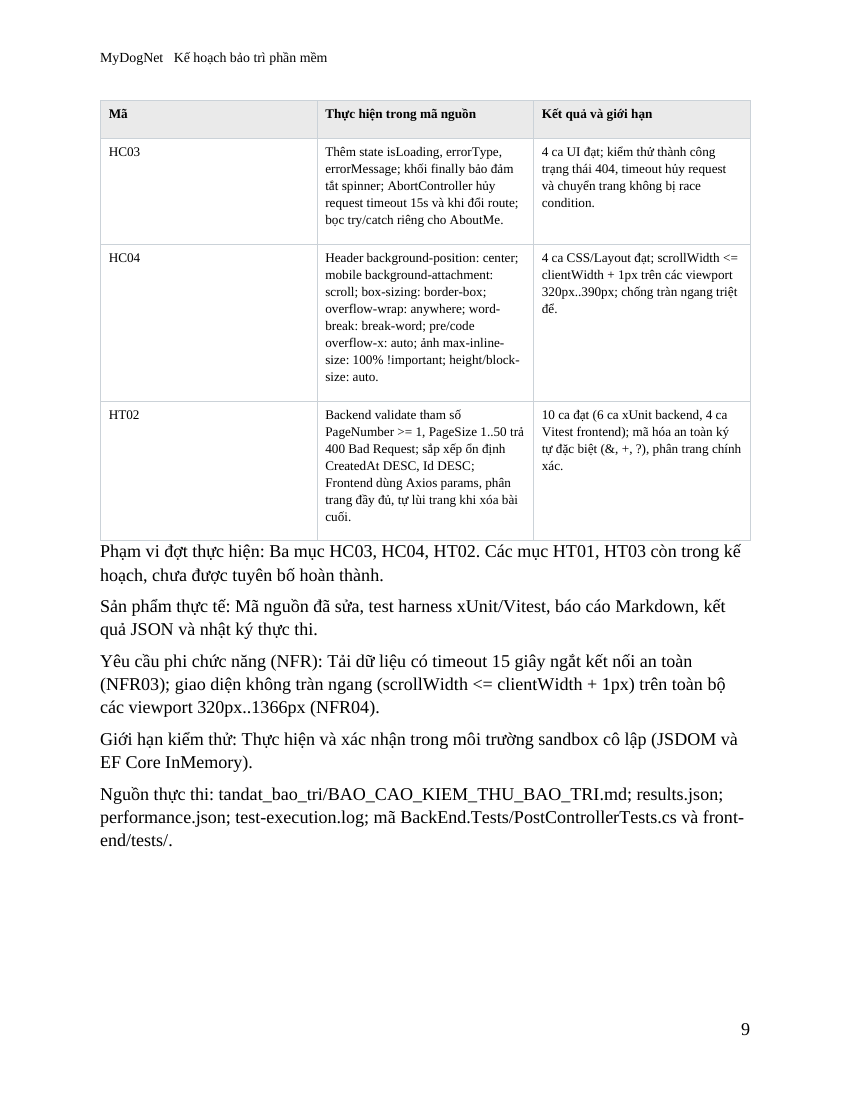 MyDogNet Kế hoạch bảo trì phần mềm
Mã
Thực hiện trong mã nguồn
Kết quả và giới hạn
HC03
Thêm state isLoading, errorType,
errorMessage; khối finally bảo đảm
tắt spinner; AbortController hủy
request timeout 15s và khi đổi route;
bọc try/catch riêng cho AboutMe.
4 ca UI đạt; kiểm thử thành công
trạng thái 404, timeout hủy request
và chuyển trang không bị race
condition.
HC04
Header background-position: center;
mobile background-attachment:
scroll; box-sizing: border-box;
overflow-wrap: anywhere; word-
break: break-word; pre/code
overflow-x: auto; ảnh max-inline-
size: 100% !important; height/block-
size: auto.
4 ca CSS/Layout đạt; scrollWidth <=
clientWidth + 1px trên các viewport
320px..390px; chống tràn ngang triệt
để.
HT02
Backend validate tham số
PageNumber >= 1, PageSize 1..50 trả
400 Bad Request; sắp xếp ổn định
CreatedAt DESC, Id DESC;
Frontend dùng Axios params, phân
trang đầy đủ, tự lùi trang khi xóa bài
cuối.
10 ca đạt (6 ca xUnit backend, 4 ca
Vitest frontend); mã hóa an toàn ký
tự đặc biệt (&, +, ?), phân trang chính
xác.
Phạm vi đợt thực hiện: Ba mục HC03, HC04, HT02. Các mục HT01, HT03 còn trong kế
hoạch, chưa được tuyên bố hoàn thành.
Sản phẩm thực tế: Mã nguồn đã sửa, test harness xUnit/Vitest, báo cáo Markdown, kết
quả JSON và nhật ký thực thi.
Yêu cầu phi chức năng (NFR): Tải dữ liệu có timeout 15 giây ngắt kết nối an toàn
(NFR03); giao diện không tràn ngang (scrollWidth <= clientWidth + 1px) trên toàn bộ
các viewport 320px..1366px (NFR04).
Giới hạn kiểm thử: Thực hiện và xác nhận trong môi trường sandbox cô lập (JSDOM và
EF Core InMemory).
Nguồn thực thi: tandat_bao_tri/BAO_CAO_KIEM_THU_BAO_TRI.md; results.json;
performance.json; test-execution.log; mã BackEnd.Tests/PostControllerTests.cs và front-
end/tests/.
9